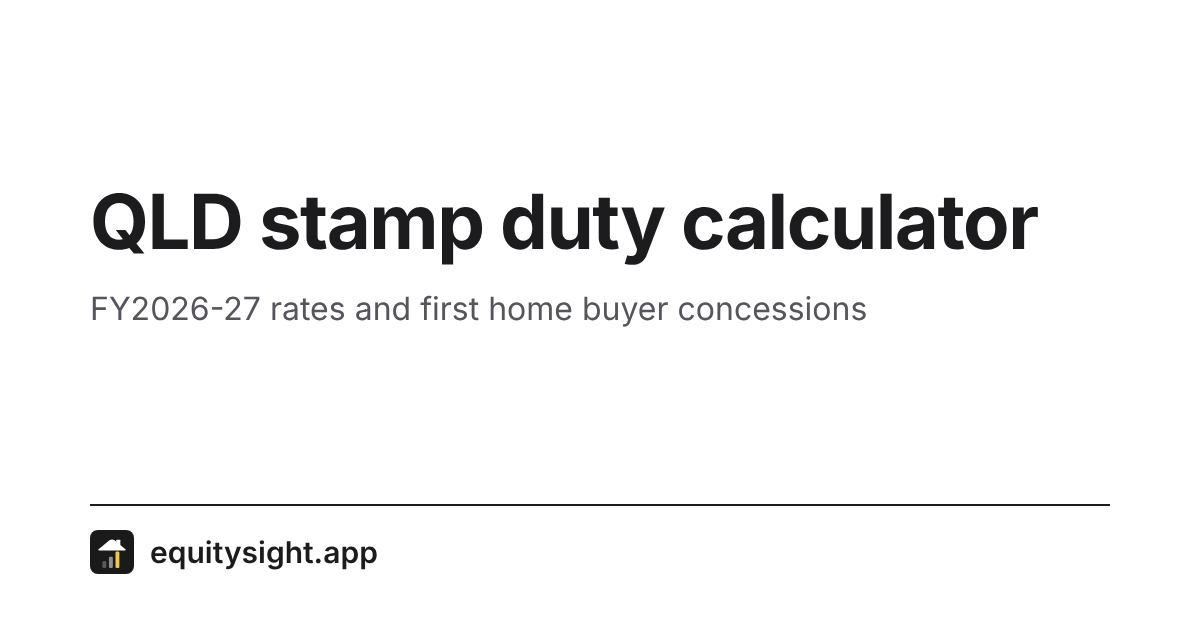 QLD stamp duty calculator
FY2026-27 rates and first home buyer concessions
equitysight.app